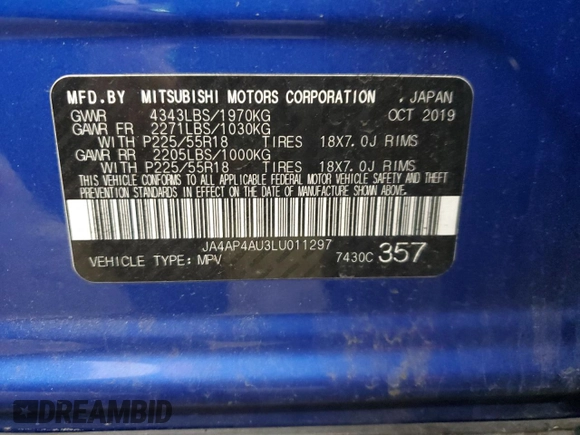 MFD.BY MITSUBISHI MOTORS CORPORATION . JAPAN
GVWR 4343LBS/1970KG OCT 2019
GAWR FR 2271LBS/1030KG
WITH P225/55R18 TIRES 18X7.0J RIMS
GAWR RR 2205LBS/1000KG
WITH P225/55R18 TIRES 18X7.0J RIMS
THIS VEHICLE CONFORMS TO ALL APPLICABLE FEDERAL MOTOR VEHICLE SAFETY AND THEFT
PREVENTION STANDARDS IN EFFECT ON THE DATE OF MANUFACTURE SHOWN ABOVE.
JA4AP4AU3LU011297
VEHICLE TYPE: MPV 7430C 357
DREAMBID